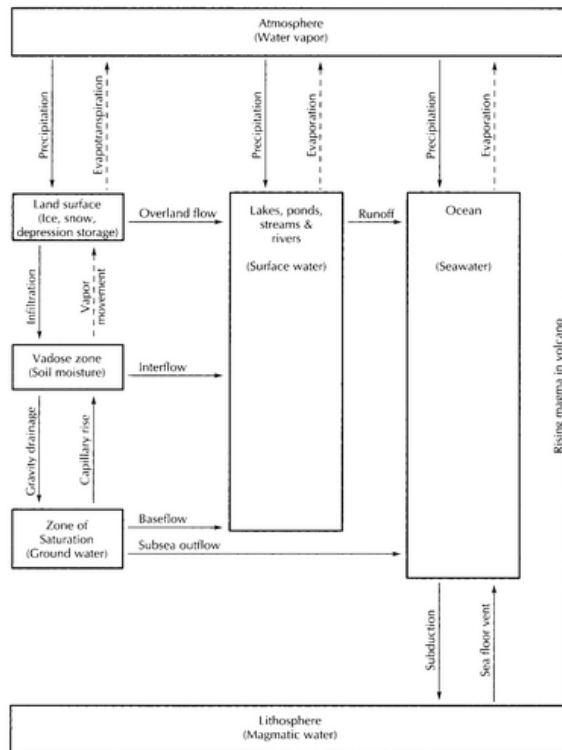 Atmosphere
(Water vapor)
Precipitation
Evapotranspiration
Precipitation
Evaporation
Precipitation
Evaporation
Land surface
(Ice, snow,
depression storage)
Overland flow
Lakes, ponds,
streams &
rivers
(Surface water)
Runoff
Ocean
(Seawater)
Infiltration
Vapor
movement
Vadose zone
(Soil moisture)
Interflow
Rising magma in volcano
Gravity drainage
Capillary rise
Zone of
Saturation
(Ground water)
Baseflow
Subsea outflow
Subduction
Sea floor vent
Lithosphere
(Magmatic water)